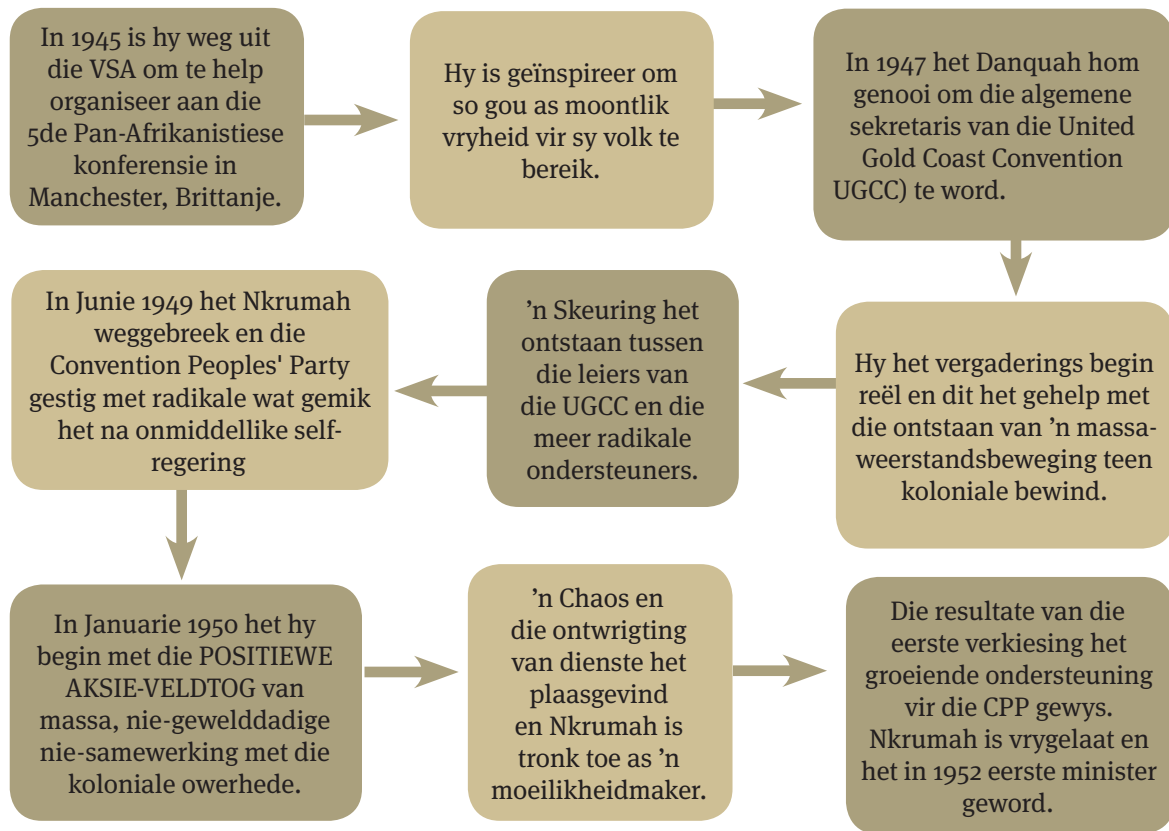 In 1945 is hy weg uit
die VSA om te help
organiseer aan die
5de Pan-Afrikanistiese
konferensie in
Manchester, Brittanje.
Hy is geïnspireer om
so gou as moontlik
vryheid vir sy volk te
bereik.
In 1947 het Danquah hom
genooi om die algemene
sekretaris van die United
Gold Coast Convention
UGCC) te word.
Hy het vergaderings begin
reël en dit het gehelp met
die ontstaan van ’n massa-
weerstandsbeweging teen
koloniale bewind.
’n Skeuring het
ontstaan tussen
die leiers van
die UGCC en die
meer radikale
ondersteuners.
In Junie 1949 het Nkrumah
weggebreek en die
Convention Peoples' Party
gestig met radikale wat gemik
het na onmiddellike self-
regering
In Januarie 1950 het hy
begin met die POSITIEWE
AKSIE-VELDTOG van
massa, nie-gewelddadige
nie-samewerking met die
koloniale owerhede.
’n Chaos en
die ontwrigting
van dienste het
plaasgevind
en Nkrumah is
tronk toe as ’n
moeilikheidmaker.
Die resultate van die
eerste verkiesing het
groeiende ondersteuning
vir die CPP gewys.
Nkrumah is vrygelaat en
het in 1952 eerste minister
geword.